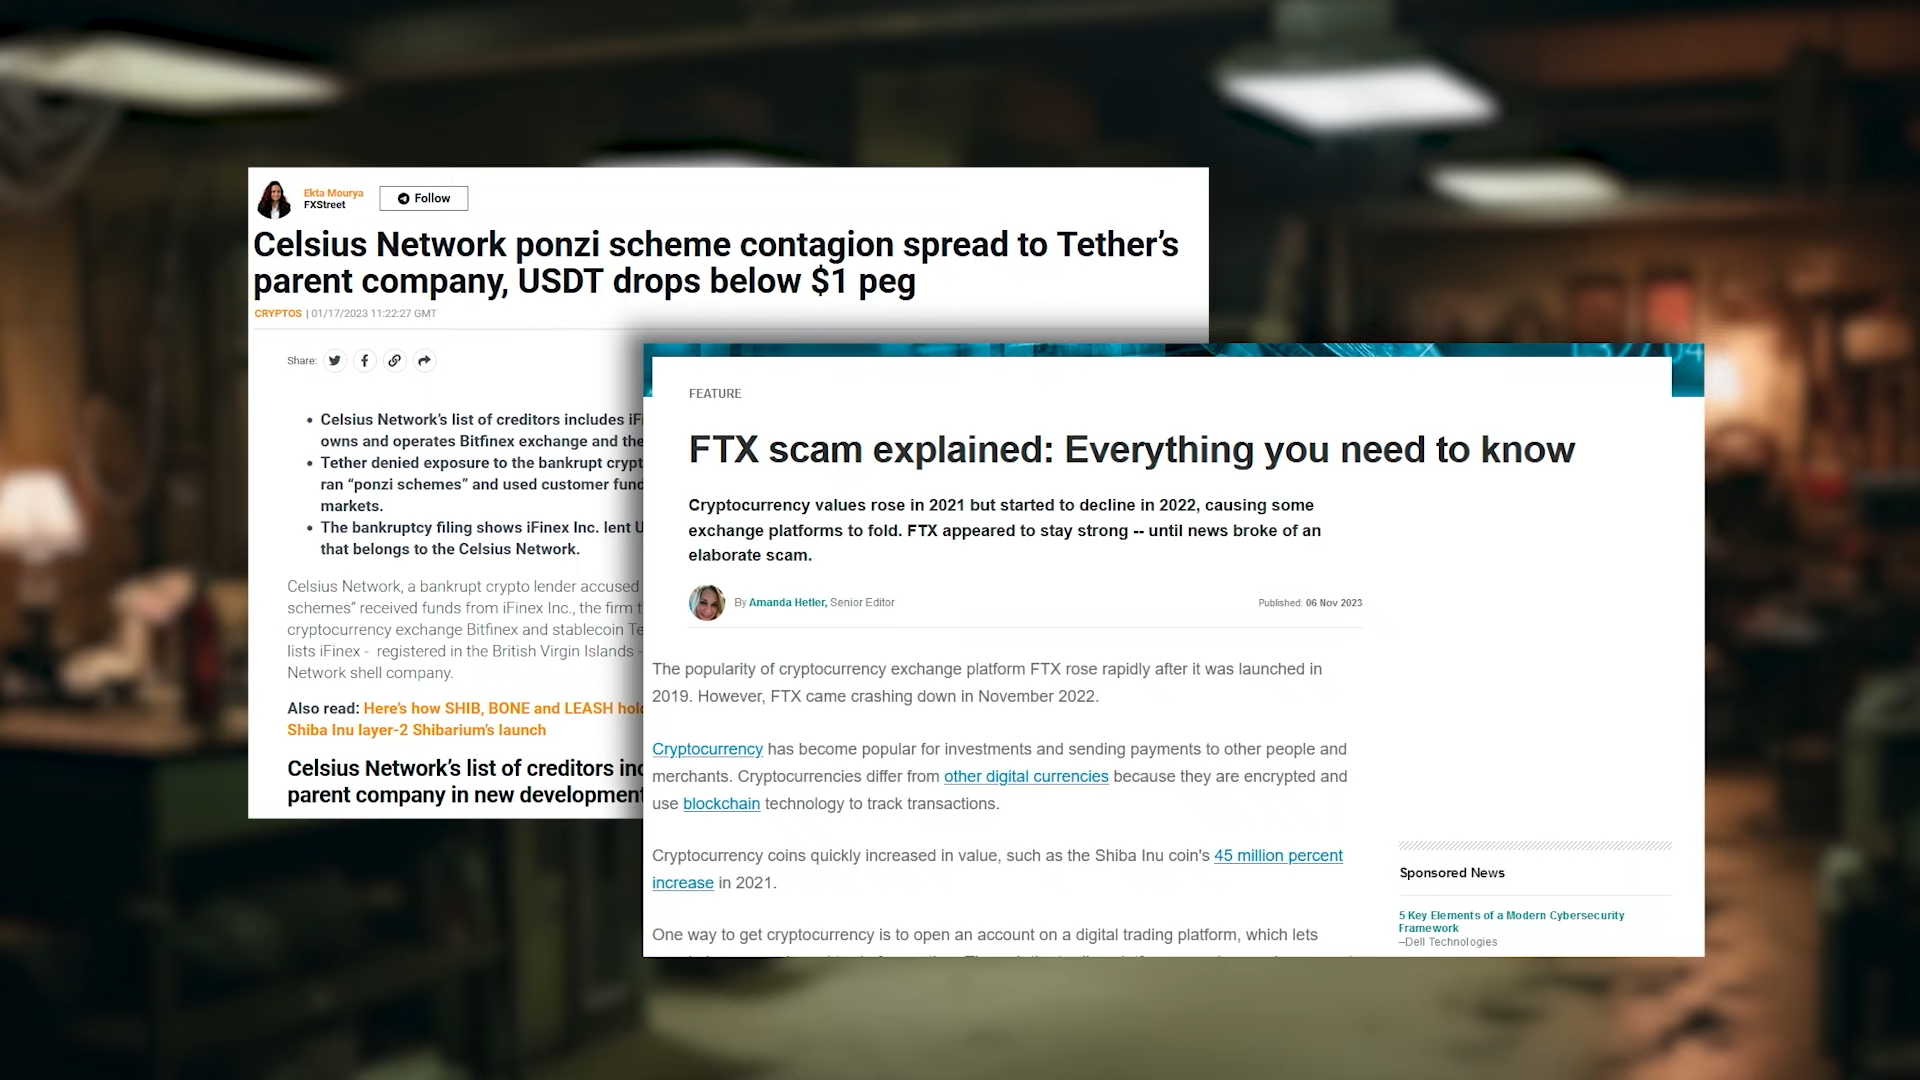 Ekta Mourya
FXStreet
Follow
Celsius Network ponzi scheme contagion spread to Tether's
parent company, USDT drops below $1 peg
CRYPTOS | 01/17/2023 11:22:27 GMT
Share:
Celsius Network's list of creditors includes
owns and operates Bitfinex exchange and the
Tether denied exposure to the bankrupt
ran “ponzi schemes” and used customer
markets.
The bankruptcy filing shows iFinex Inc. lent
that belongs to the Celsius Network.
Celsius Network, a bankrupt crypto lender accused
schemes” received funds from iFinex Inc., the firm
cryptocurrency exchange Bitfinex and stablecoin
lists iFinex - registered in the British Virgin Islands -
Network shell company.
Also read: Here's how SHIB, BONE and LEASH
Shiba Inu layer-2 Shibarium's launch
Celsius Network's list of creditors
parent company in new development
FEATURE
FTX scam explained: Everything you need to know
Cryptocurrency values rose in 2021 but started to decline in 2022, causing some
exchange platforms to fold. FTX appeared to stay strong -- until news broke of an
elaborate scam.
By Amanda Hetler, Senior Editor
Published: 06 Nov 2023
The popularity of cryptocurrency exchange platform FTX rose rapidly after it was launched in
2019. However, FTX came crashing down in November 2022.
Cryptocurrency has become popular for investments and sending payments to other people and
merchants. Cryptocurrencies differ from other digital currencies because they are encrypted and
use blockchain technology to track transactions.
Cryptocurrency coins quickly increased in value, such as the Shiba Inu coin's 45 million percent
increase in 2021.
One way to get cryptocurrency is to open an account on a digital trading platform, which lets
Sponsored News
5 Key Elements of a Modern Cybersecurity
Framework
–Dell Technologies